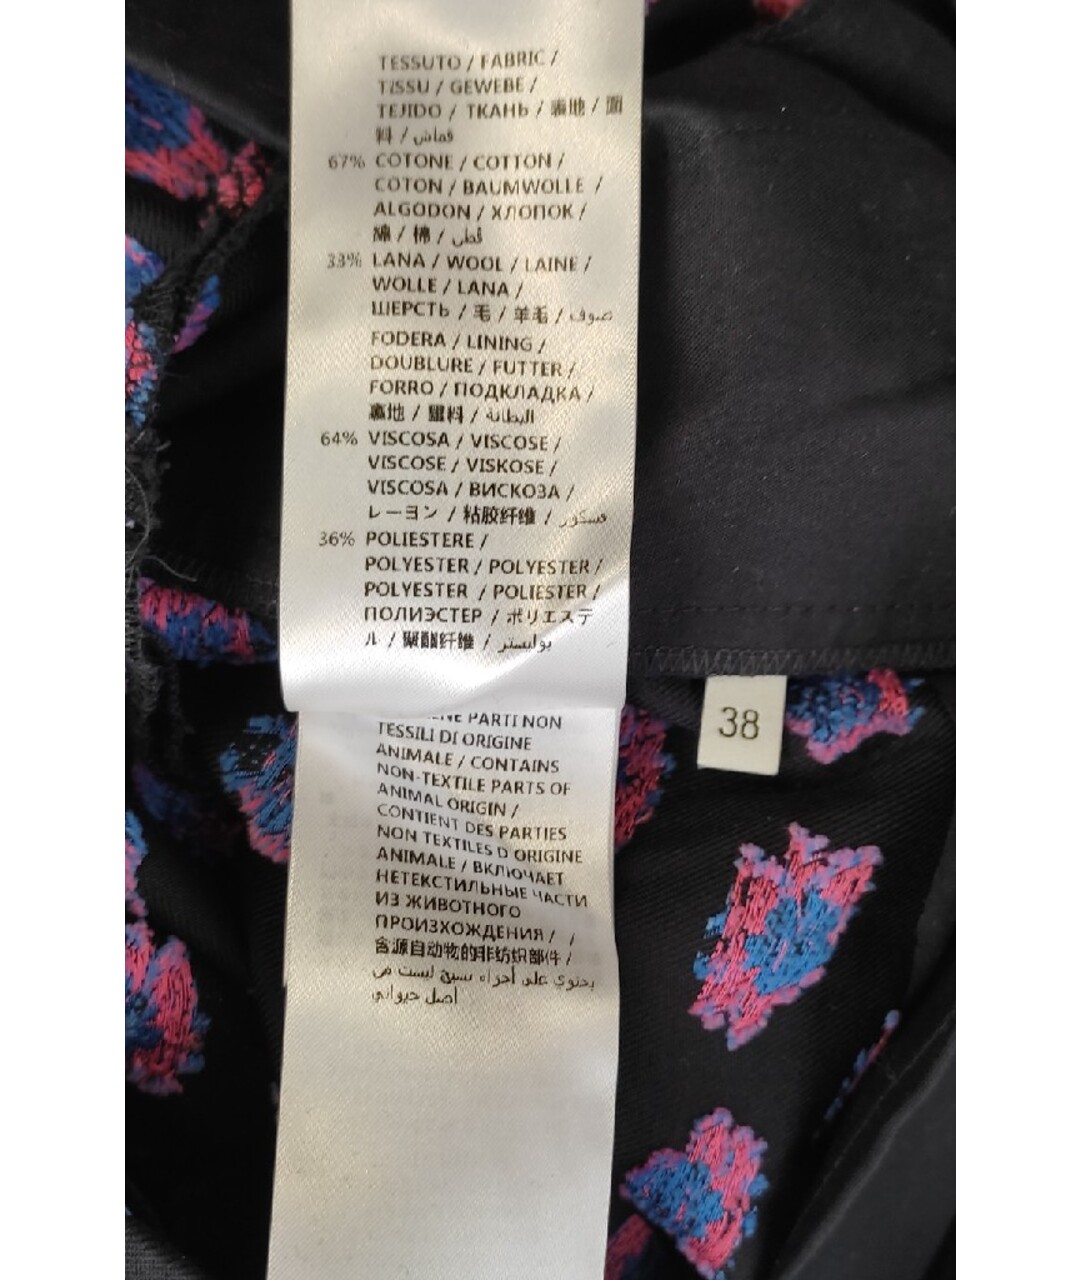 TESSUTO / FABRIC /
TISSU / GEWEBE /
TEJIDO / ТКАНЬ / 表地 / 面
料 / قماش
67% COTONE / COTTON /
COTON / BAUMWOLLE /
ALGODON / ХЛОПОК /
綿 / 棉 / قطن
33% LANA / WOOL / LAINE /
WOLLE / LANA /
ШЕРСТЬ / 毛 / 羊毛 / صوف
FODERA / LINING /
DOUBLURE / FUTTER /
FORRO / ПОДКЛАДКА /
裏地 / 里料 / البطانة
64% VISCOSA / VISCOSE /
VISCOSE / VISKOSE /
VISCOSA / ВИСКОЗА /
レーヨン / 粘胶纤维 / فسكوز
36% POLIESTERE /
POLYESTER / POLYESTER /
POLYESTER / POLIESTER /
ПОЛИЭСТЕР / ポリエステ
ル / 聚酯纤维 / بوليستر
PARTI NON
TESSILI DI ORIGINE
ANIMALE / CONTAINS
NON-TEXTILE PARTS OF
ANIMAL ORIGIN /
CONTIENT DES PARTIES
NON TEXTILES D'ORIGINE
ANIMALE / ВКЛЮЧАЕТ
НЕТЕКСТИЛЬНЫЕ ЧАСТИ
ИЗ ЖИВОТНОГО
ПРОИЗХОЖДЕНИЯ / /
含源自动物的非纺织部件 /
يحتوي على أجزاء نسيج ليست من
أصل حيواني
38